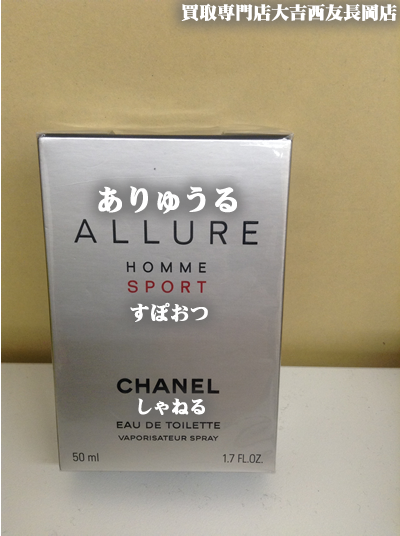 買取専門店大吉西友長岡店
ありゅうる
ALLURE
HOMME
SPORT
すぽおつ
CHANEL
しゃねる
EAU DE TOILETTE
VAPORISATEUR SPRAY
50 ml 1.7 FL.OZ.